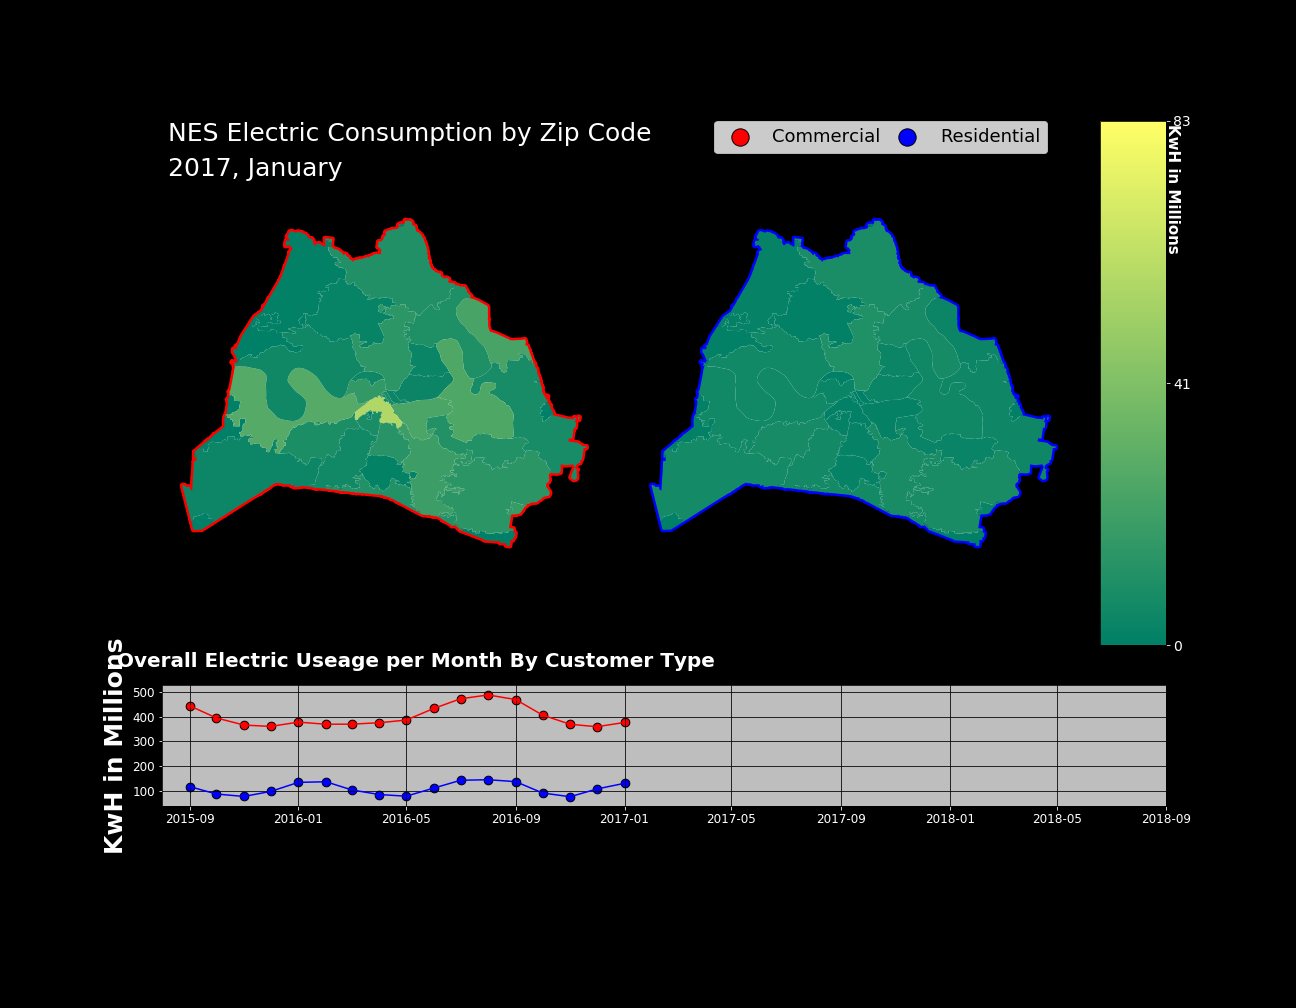 NES Electric Consumption by Zip Code
2017, January
Commercial
Residential
83
41
0
KwH in Millions
Overall Electric Useage per Month By Customer Type
KwH in Millions
500
400
300
200
100
2015-09
2016-01
2016-05
2016-09
2017-01
2017-05
2017-09
2018-01
2018-05
2018-09